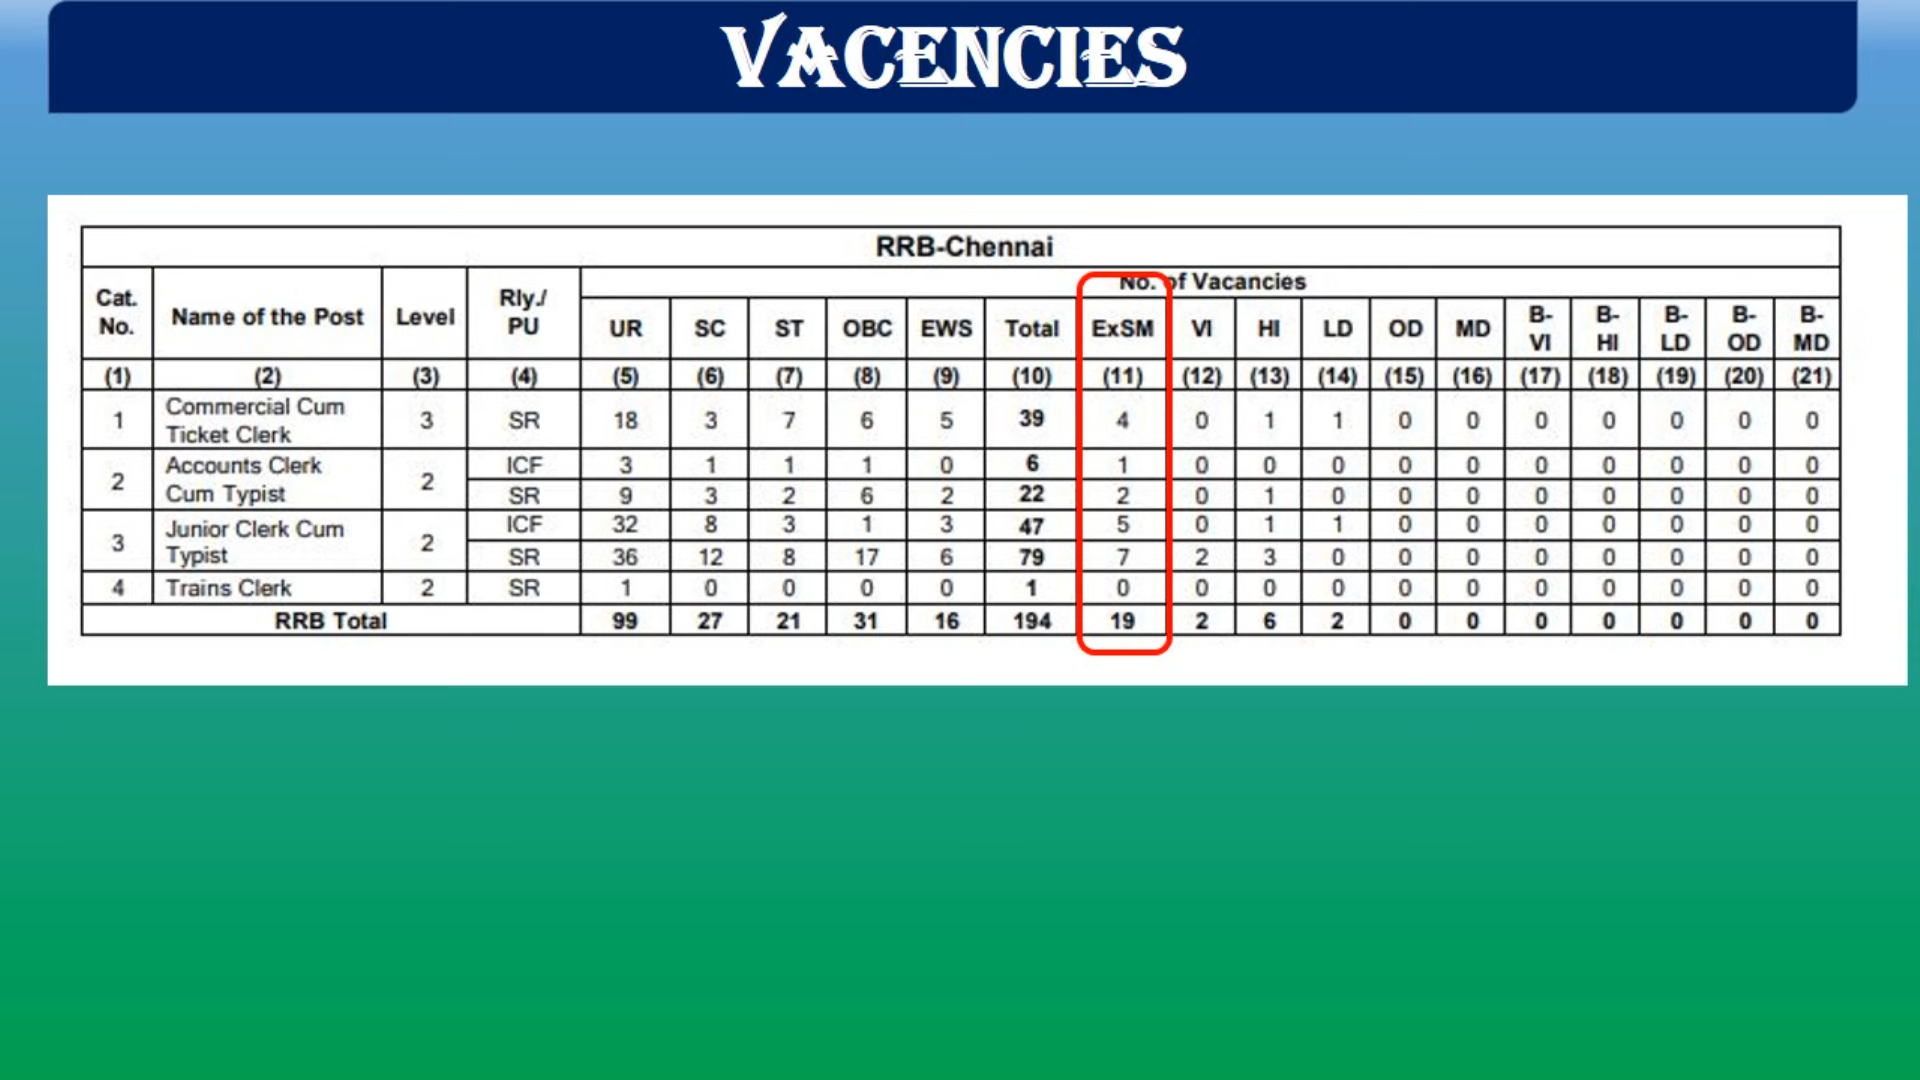 VACENCIES
RRB-Chennai
Cat. No. Name of the Post Level Rly./ PU No. of Vacancies
UR SC ST OBC EWS Total ExSM VI HI LD OD MD B-VI B-HI B-LD B-OD B-MD
(1) (2) (3) (4) (5) (6) (7) (8) (9) (10) (11) (12) (13) (14) (15) (16) (17) (18) (19) (20) (21)
1 Commercial Cum Ticket Clerk 3 SR 18 3 7 6 5 39 4 0 1 1 0 0 0 0 0 0 0
2 Accounts Clerk Cum Typist 2 ICF 3 1 1 1 0 6 1 0 0 0 0 0 0 0 0 0 0
SR 9 3 2 6 2 22 2 0 1 0 0 0 0 0 0 0 0
3 Junior Clerk Cum Typist 2 ICF 32 8 3 1 3 47 5 0 1 1 0 0 0 0 0 0 0
SR 36 12 8 17 6 79 7 2 3 0 0 0 0 0 0 0 0
4 Trains Clerk 2 SR 1 0 0 0 0 1 0 0 0 0 0 0 0 0 0 0 0
RRB Total 99 27 21 31 16 194 19 2 6 2 0 0 0 0 0 0 0